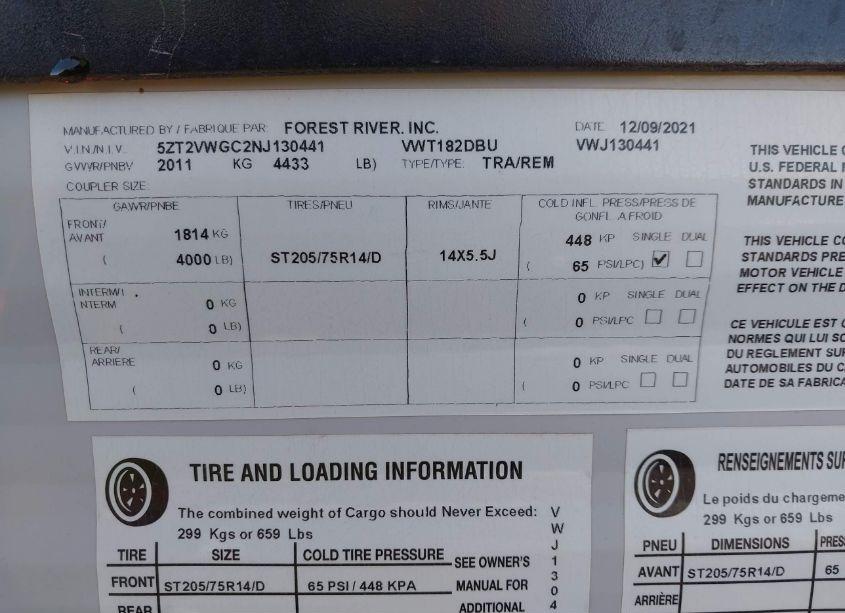 MANUFACTURED BY / FABRIQUE PAR: FOREST RIVER, INC. DATE: 12/09/2021
V.I.N./N.I.V. 5ZT2VWGC2NJ130441 VWT182DBU VWJ130441
GVWR/PNBV 2011 KG 4433 LB) TYPE/TYPE: TRA/REM
COUPLER SIZE:
GAWR/PNBE TIRES/PNEU RIMS/JANTE COLD INFL. PRESS/PRESS DE
GONFL. A FROID
FRONT/
AVANT 1814 KG 448 KP SINGLE DUAL
( 4000 LB) ST205/75R14/D 14X5.5J ( 65 PSI/LPC)
INTERM/I
NTERM 0 KG 0 KP SINGLE DUAL
( 0 LB) ( 0 PSI/LPC
REAR/
ARRIERE 0 KG 0 KP SINGLE DUAL
( 0 LB) ( 0 PSI/LPC
THIS VEHICLE
U.S. FEDERAL
STANDARDS IN
MANUFACTURE
THIS VEHICLE CO
STANDARDS PRE
MOTOR VEHICLE
EFFECT ON THE D
CE VEHICULE EST
NORMES QUI LUI SO
DU REGLEMENT SUR
AUTOMOBILES DU C
DATE DE SA FABRICA
TIRE AND LOADING INFORMATION
The combined weight of Cargo should Never Exceed:
299 Kgs or 659 Lbs
TIRE SIZE COLD TIRE PRESSURE
FRONT ST205/75R14/D 65 PSI / 448 KPA
REAR
SEE OWNER'S
MANUAL FOR
ADDITIONAL
VWJ1304
RENSEIGNEMENTS SUR
Le poids du chargeme
299 Kgs or 659 Lbs
PNEU DIMENSIONS PRES
AVANT ST205/75R14/D 65
ARRIÈRE